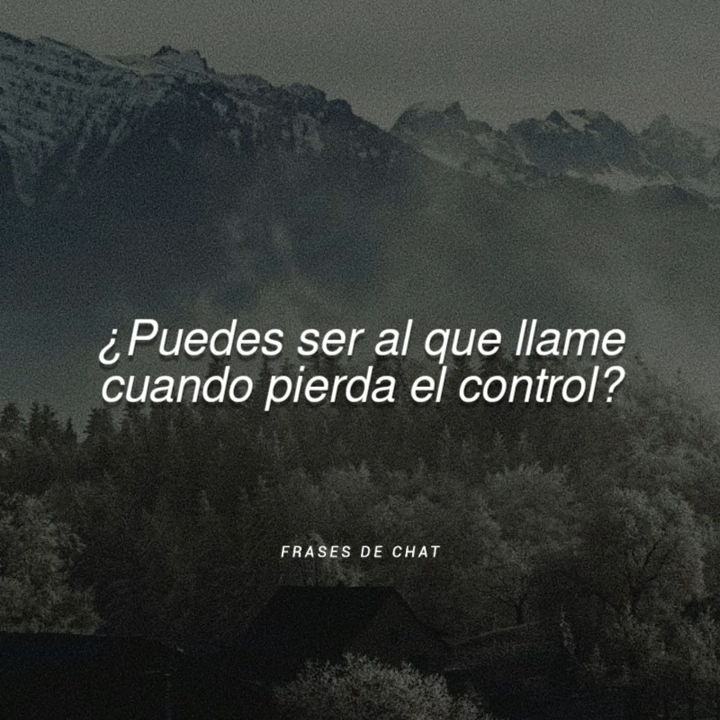 ¿Puedes ser al que llame
cuando pierda el control?
FRASES DE CHAT